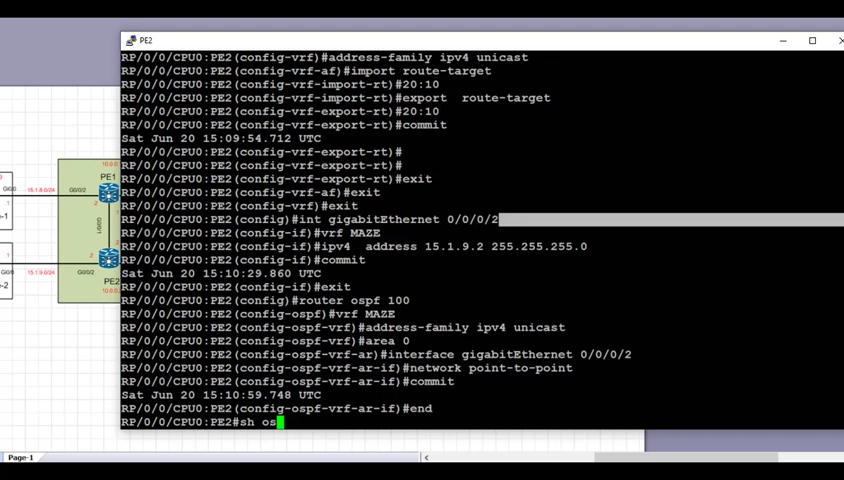 PE2
RP/0/0/CPU0:PE2(config-vrf)#address-family ipv4 unicast
RP/0/0/CPU0:PE2(config-vrf-af)#import route-target
RP/0/0/CPU0:PE2(config-vrf-import-rt)#20:10
RP/0/0/CPU0:PE2(config-vrf-import-rt)#export  route-target
RP/0/0/CPU0:PE2(config-vrf-export-rt)#20:10
RP/0/0/CPU0:PE2(config-vrf-export-rt)#commit
Sat Jun 20 15:09:54.712 UTC
RP/0/0/CPU0:PE2(config-vrf-export-rt)#
RP/0/0/CPU0:PE2(config-vrf-export-rt)#
RP/0/0/CPU0:PE2(config-vrf-export-rt)#exit
RP/0/0/CPU0:PE2(config-vrf-af)#exit
RP/0/0/CPU0:PE2(config-vrf)#exit
RP/0/0/CPU0:PE2(config)#int gigabitEthernet 0/0/0/2
RP/0/0/CPU0:PE2(config-if)#vrf MAZE
RP/0/0/CPU0:PE2(config-if)#ipv4  address 15.1.9.2 255.255.255.0
RP/0/0/CPU0:PE2(config-if)#commit
Sat Jun 20 15:10:29.860 UTC
RP/0/0/CPU0:PE2(config-if)#exit
RP/0/0/CPU0:PE2(config)#router ospf 100
RP/0/0/CPU0:PE2(config-ospf)#vrf MAZE
RP/0/0/CPU0:PE2(config-ospf-vrf)#address-family ipv4 unicast
RP/0/0/CPU0:PE2(config-ospf-vrf)#area 0
RP/0/0/CPU0:PE2(config-ospf-vrf-ar)#interface gigabitEthernet 0/0/0/2
RP/0/0/CPU0:PE2(config-ospf-vrf-ar-if)#network point-to-point
RP/0/0/CPU0:PE2(config-ospf-vrf-ar-if)#commit
Sat Jun 20 15:10:59.748 UTC
RP/0/0/CPU0:PE2(config-ospf-vrf-ar-if)#end
RP/0/0/CPU0:PE2#sh os
PE1
15.1.8.0/24
G0/0/2
2
.1
e-1
G0/0/1
2
.1
15.1.9.0/24
G0/0/2
e-2
PE2
Page-1